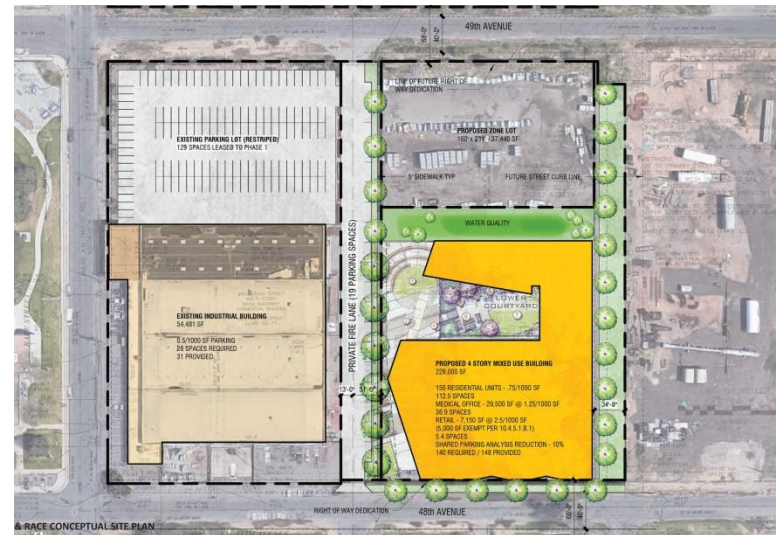 49th AVENUE
LINE OF FUTURE RIGHT OF
WAY DEDICATION
EXISTING PARKING LOT (RESTRIPED)
129 SPACES LEASED TO PHASE 1
PROPOSED ZONE LOT
37,440 SF
5' SIDEWALK TYP
FUTURE STREET CURB LINE
WATER QUALITY
PRIVATE FIRE LANE (19 PARKING SPACES)
LOWER
COURTYARD
EXISTING INDUSTRIAL BUILDING
54,481 SF
0.5/1000 SF PARKING
28 SPACES REQUIRED
31 PROVIDED
PROPOSED 4 STORY MIXED USE BUILDING
229,000 SF
150 RESIDENTIAL UNITS - .75/1000 SF
112.5 SPACES
MEDICAL OFFICE - 29,500 SF @ 1.25/1000 SF
36.9 SPACES
RETAIL - 7,150 SF @ 2.5/1000 SF
(5,000 SF EXEMPT PER 10.4.5.1.B.1)
5.4 SPACES
SHARED PARKING ANALYSIS REDUCTION - 10%
140 REQUIRED / 148 PROVIDED
34'-0"
RIGHT OF WAY DEDICATION
48th AVENUE
& RACE CONCEPTUAL SITE PLAN